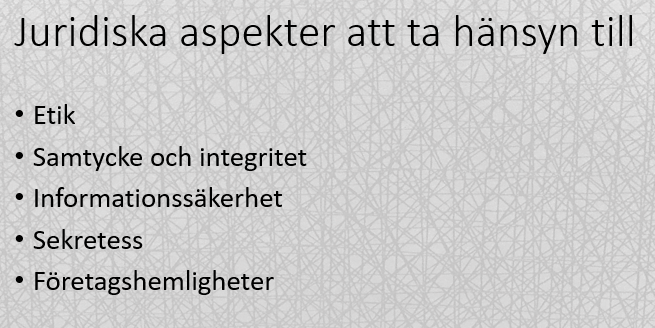 Juridiska aspekter att ta hänsyn till
• Etik
• Samtycke och integritet
• Informationssäkerhet
• Sekretess
• Företagshemligheter